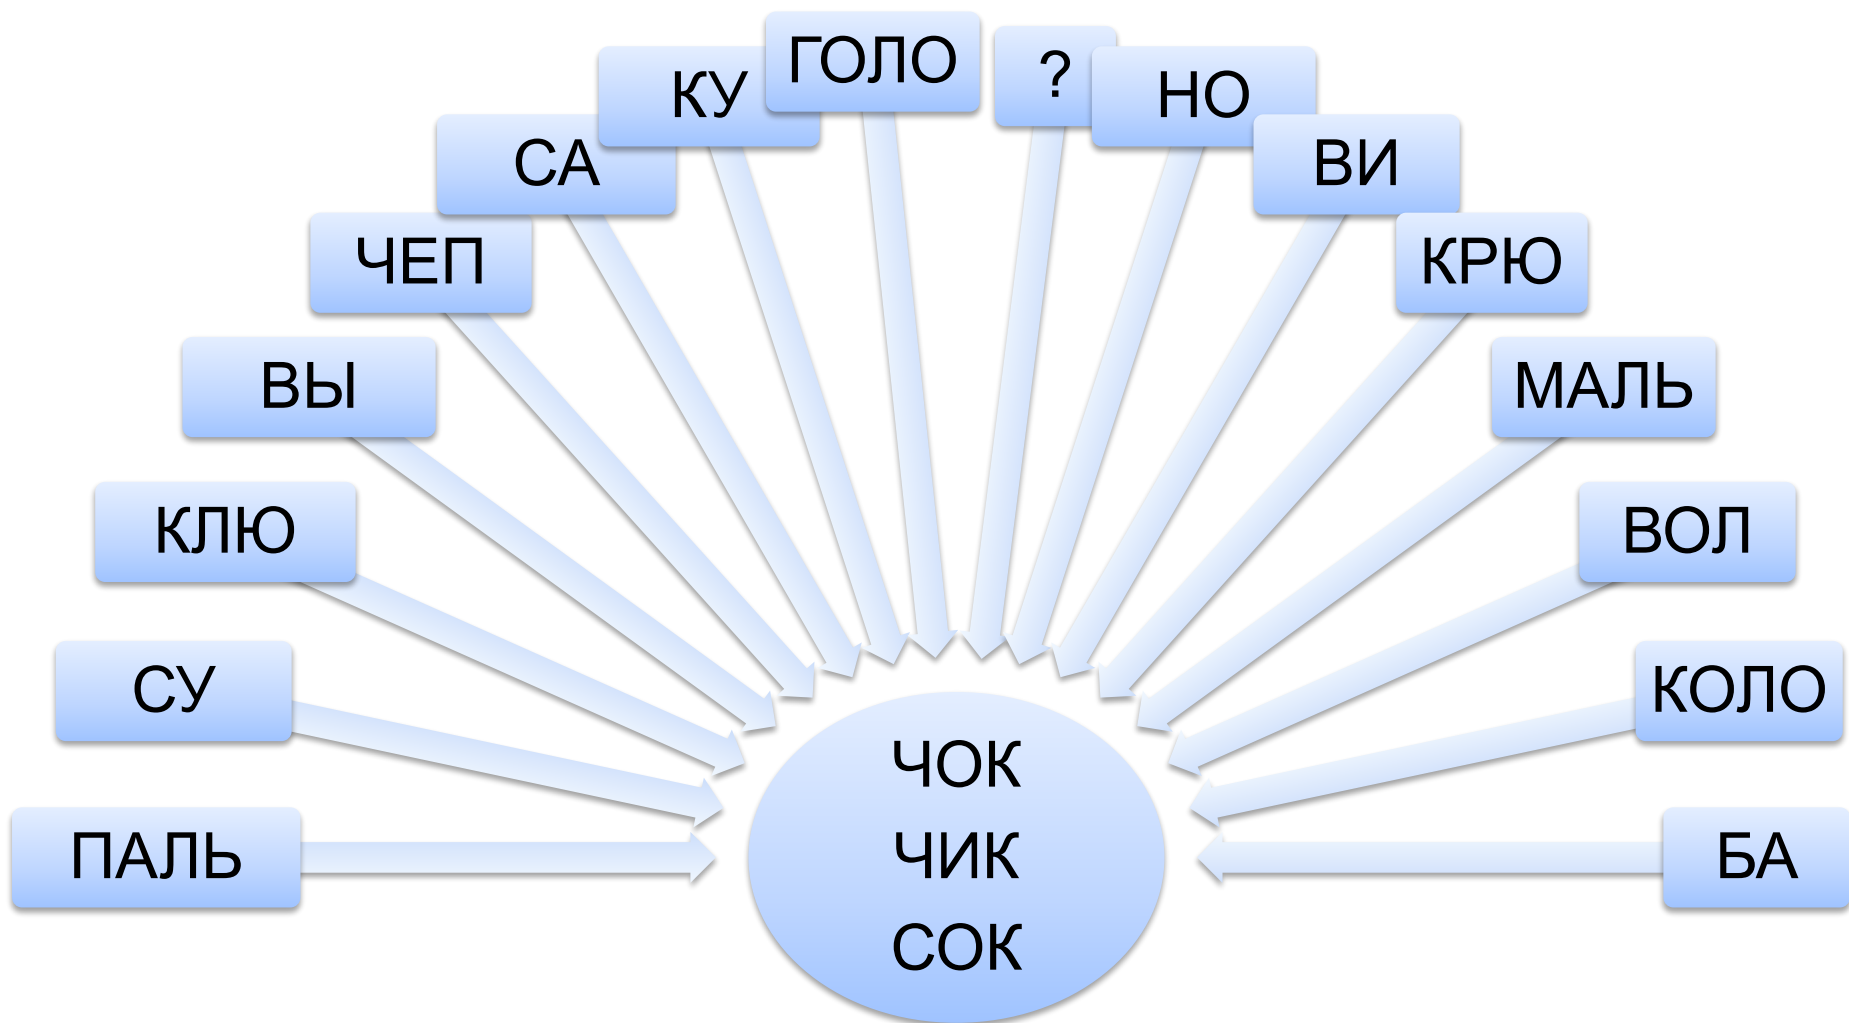 ГОЛО
?
КУ
НО
СА
ВИ
ЧЕП
КРЮ
ВЫ
МАЛЬ
КЛЮ
ВОЛ
СУ
КОЛО
ПАЛЬ
БА
ЧОК
ЧИК
СОК